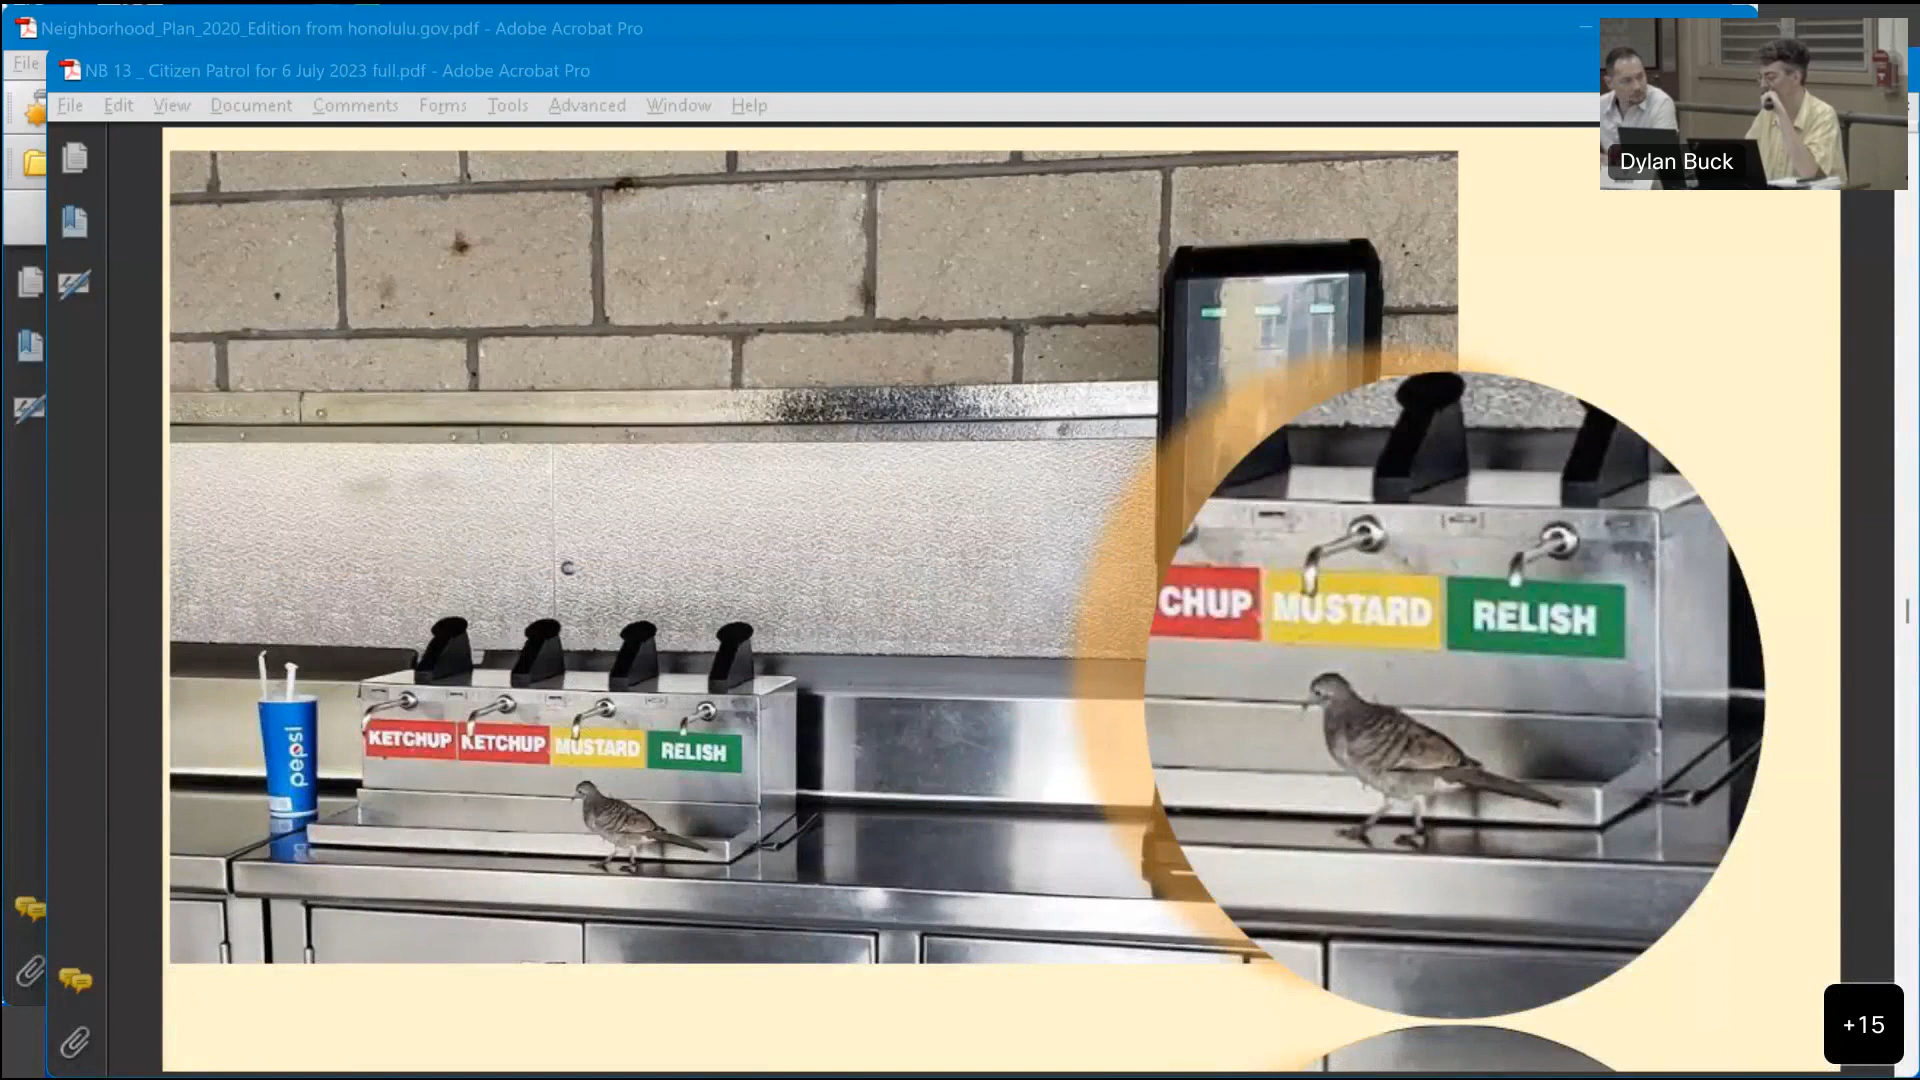 Neighborhood_Plan_2020_Edition from honolulu.gov.pdf - Adobe Acrobat Pro
File
NB 13 _ Citizen Patrol for 6 July 2023 full.pdf - Adobe Acrobat Pro
File Edit View Document Comments Forms Tools Advanced Window Help
Dylan Buck
CHUP MUSTARD RELISH
pepsi
KETCHUP KETCHUP MUSTARD RELISH
+15